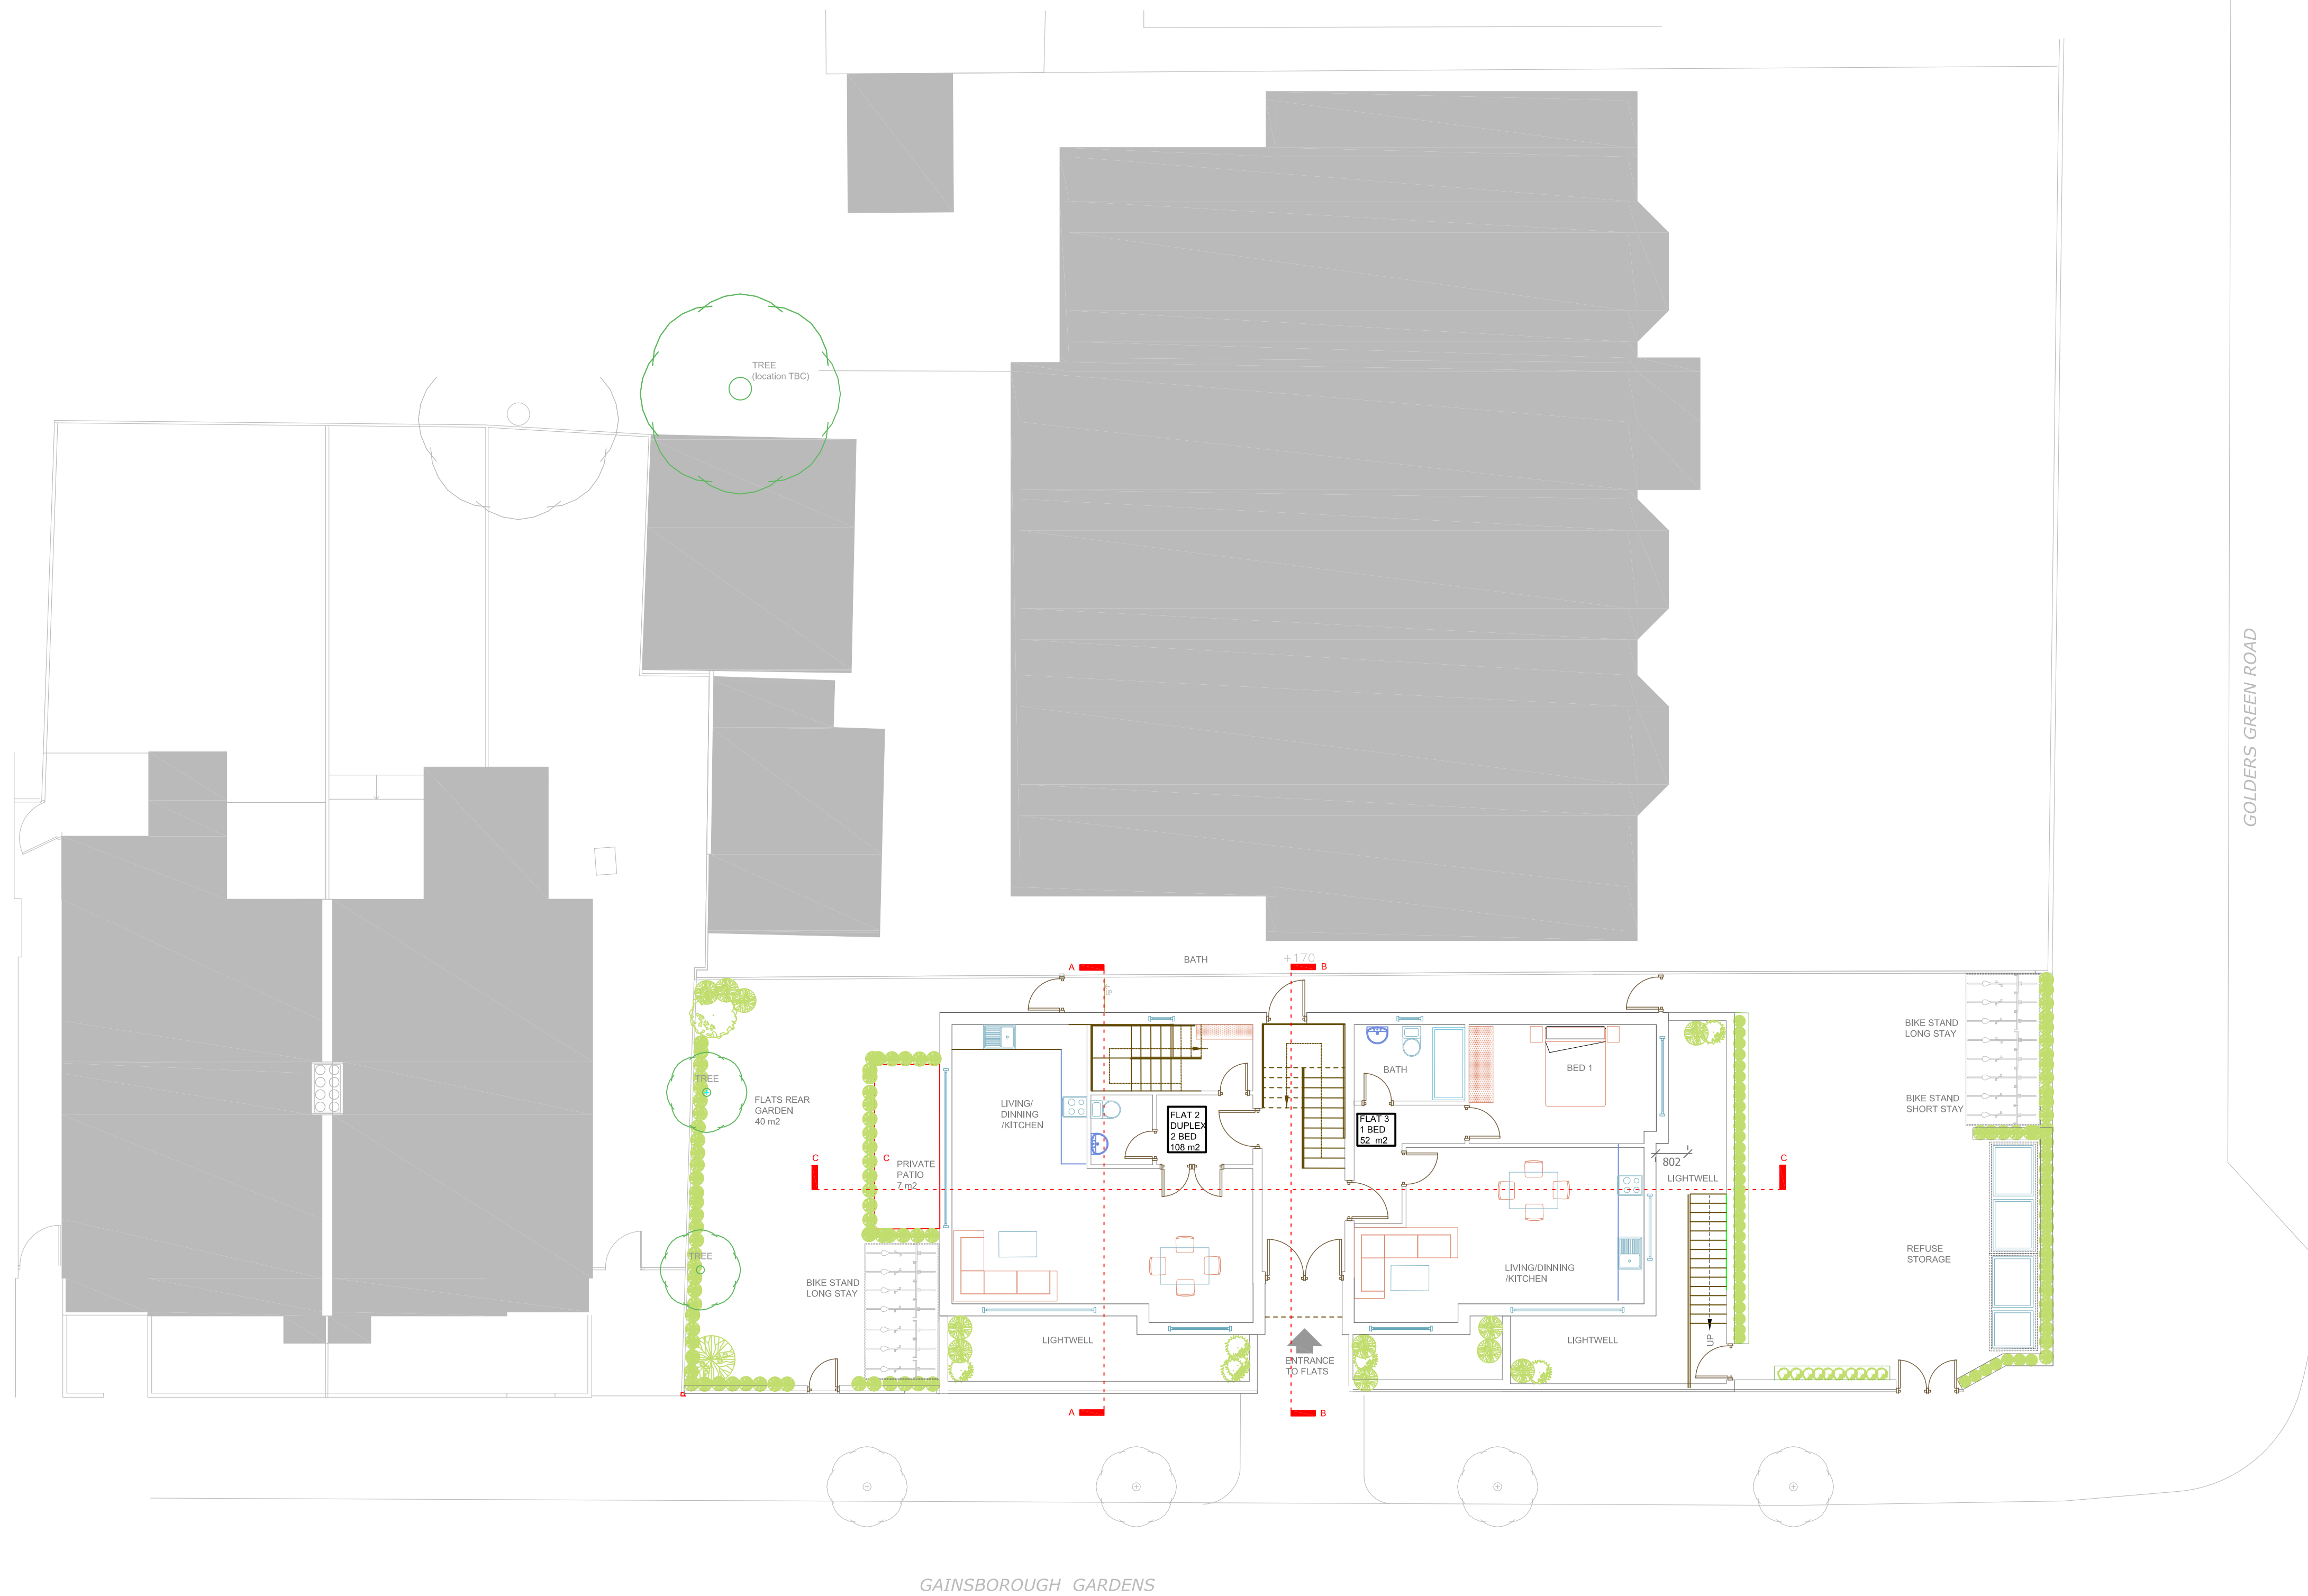 TREE
(location TBC)
GOLDERS GREEN ROAD
BATH
+170
A
B
UP
TREE
FLATS REAR
GARDEN
40 m2
LIVING/
DINNING
/KITCHEN
FLAT 2
DUPLEX
2 BED
108 m2
BATH
BED 1
FLAT 3
1 BED
52 m2
BIKE STAND
LONG STAY
BIKE STAND
SHORT STAY
C
C
PRIVATE
PATIO
7 m2
802
C
LIGHTWELL
TREE
BIKE STAND
LONG STAY
LIVING/DINNING
/KITCHEN
REFUSE
STORAGE
LIGHTWELL
LIGHTWELL
UP
ENTRANCE
TO FLATS
A
B
GAINSBOROUGH GARDENS